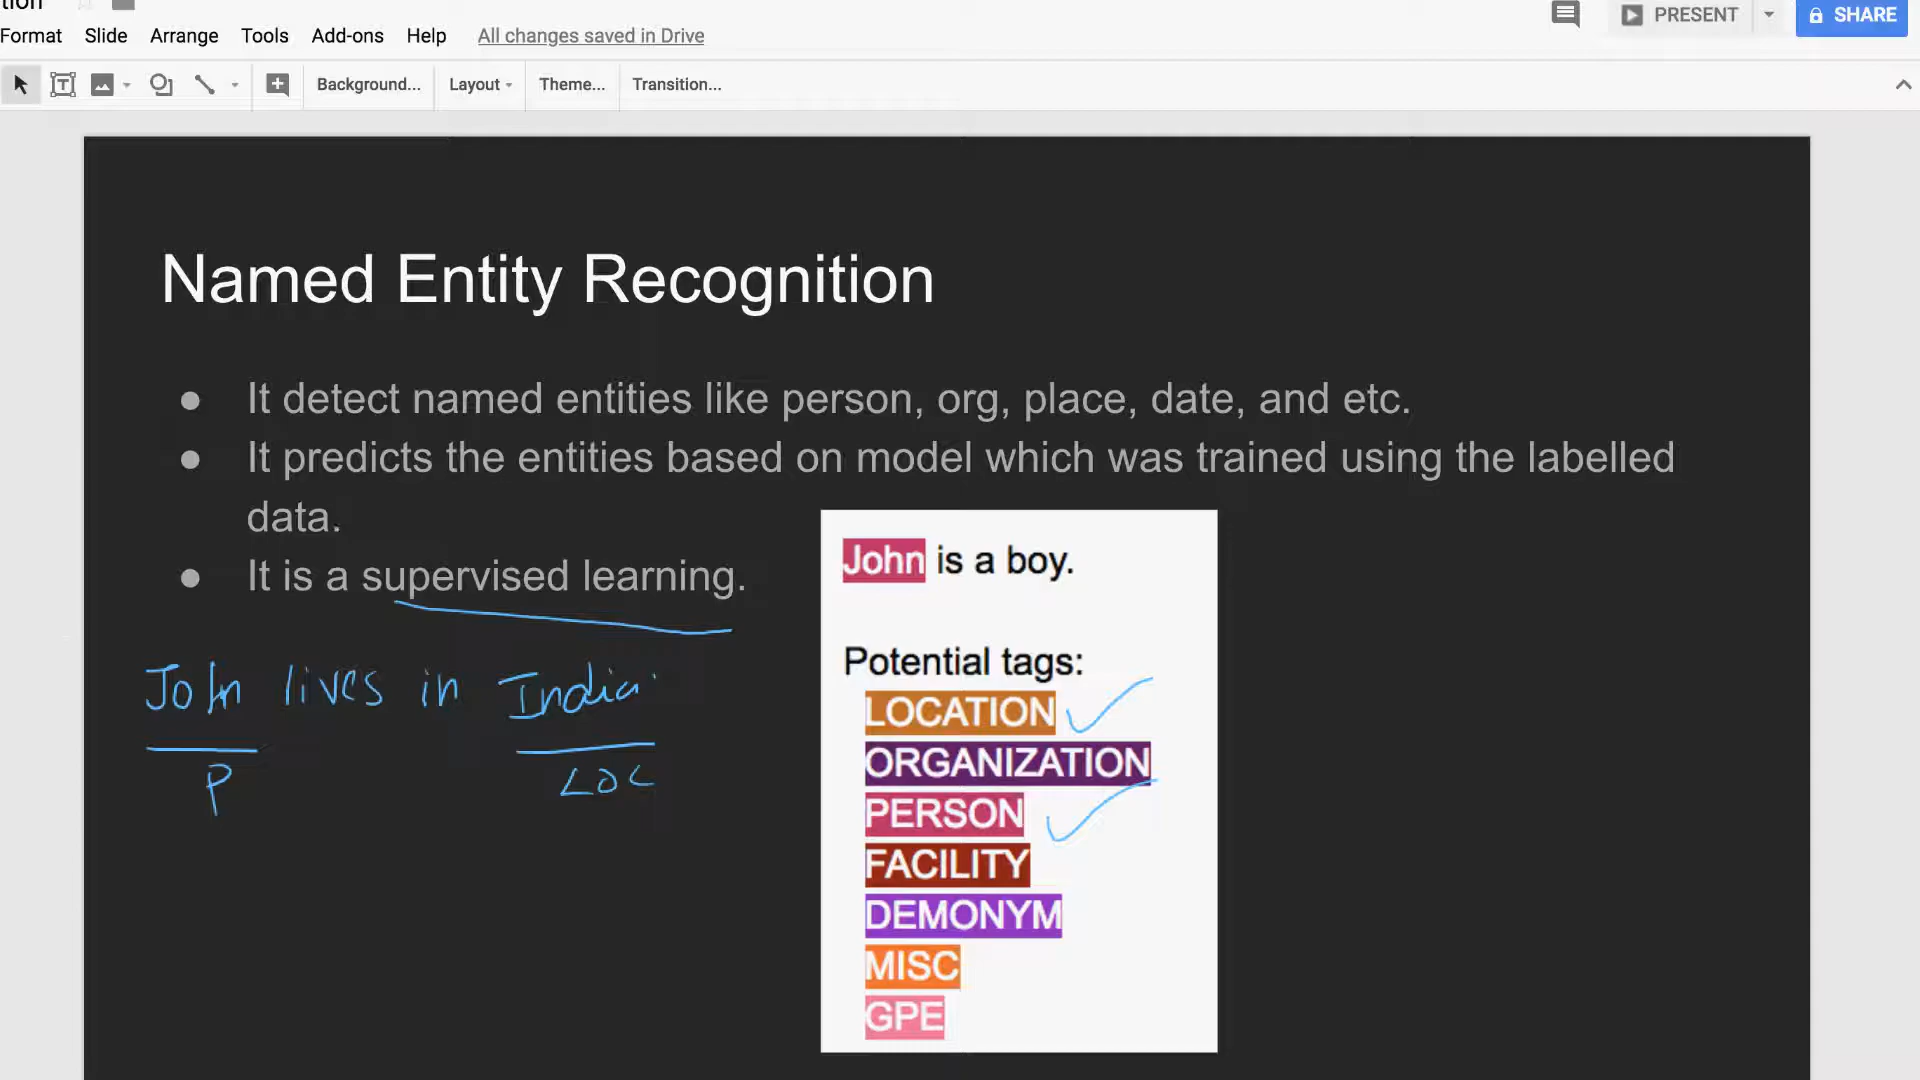 Format Slide Arrange Tools Add-ons Help All changes saved in Drive PRESENT SHARE
Background... Layout Theme... Transition...
Named Entity Recognition
● It detect named entities like person, org, place, date, and etc.
● It predicts the entities based on model which was trained using the labelled
data.
● It is a supervised learning.
John lives in India.
P LOC
John is a boy.
Potential tags:
LOCATION
ORGANIZATION
PERSON
FACILITY
DEMONYM
MISC
GPE